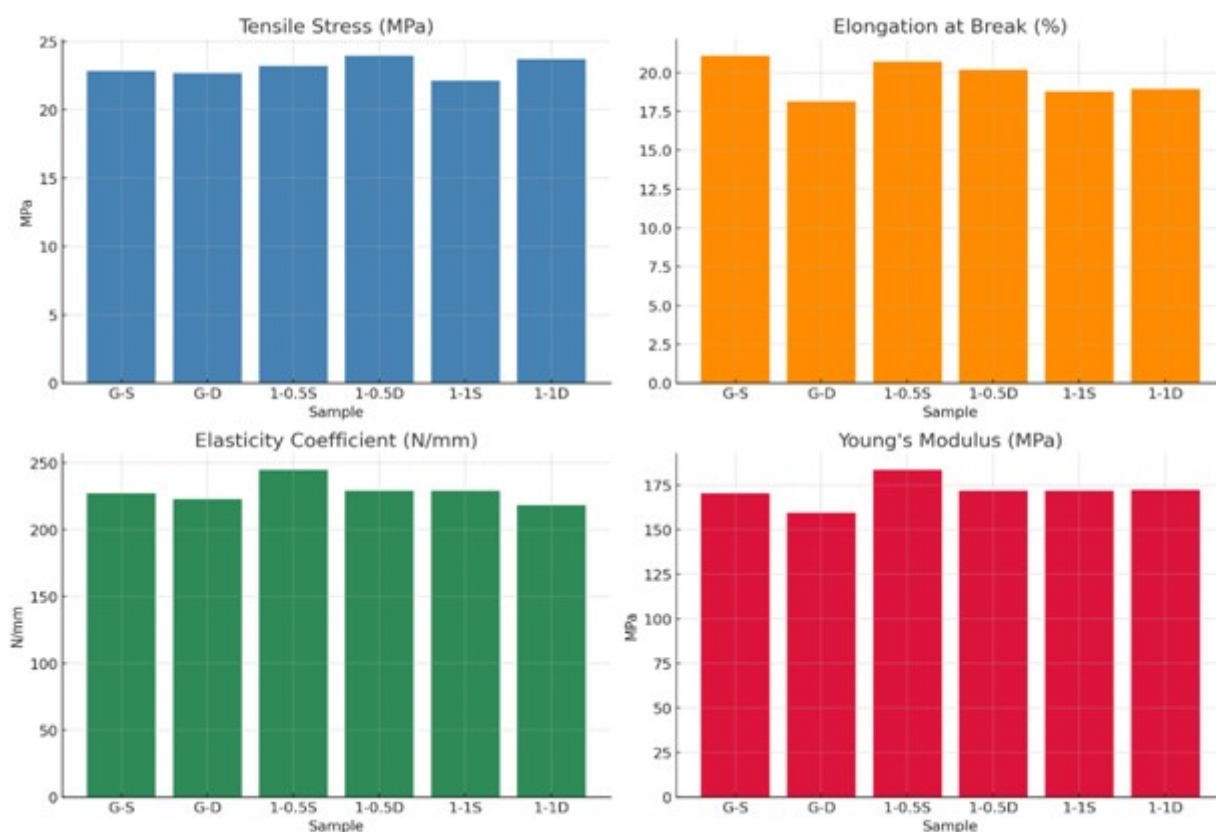 Tensile Stress (MPa)
25
20
15
10
5
0
MPa
G-S G-D 1-0.5S 1-0.5D 1-1S 1-1D
Sample
Elongation at Break (%)
20.0
17.5
15.0
12.5
10.0
7.5
5.0
2.5
0.0
G-S G-D 1-0.5S 1-0.5D 1-1S 1-1D
Sample
Elasticity Coefficient (N/mm)
250
200
150
100
50
0
N/mm
G-S G-D 1-0.5S 1-0.5D 1-1S 1-1D
Sample
Young's Modulus (MPa)
175
150
125
100
75
50
25
0
MPa
G-S G-D 1-0.5S 1-0.5D 1-1S 1-1D
Sample